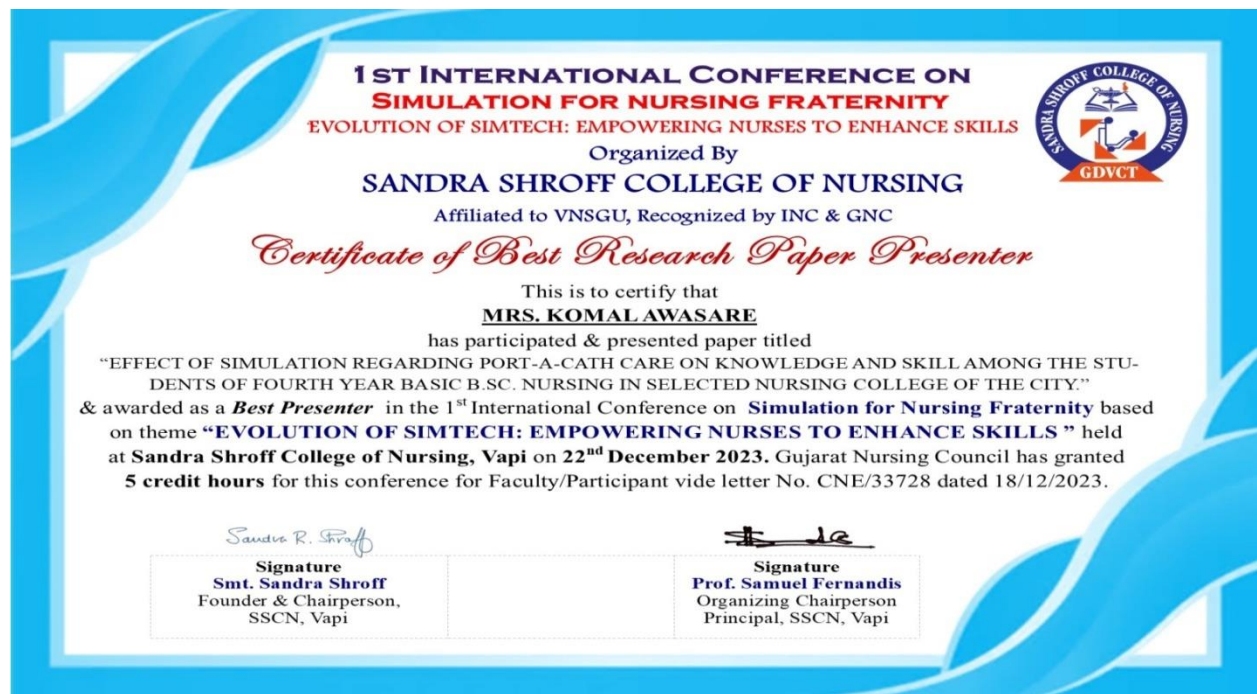 1ST INTERNATIONAL CONFERENCE ON
SIMULATION FOR NURSING FRATERNITY
EVOLUTION OF SIMTECH: EMPOWERING NURSES TO ENHANCE SKILLS
Organized By
SANDRA SHROFF COLLEGE OF NURSING
Affiliated to VNSGU, Recognized by INC & GNC
SANDRA SHROFF COLLEGE OF NURSING
GDVCT
Certificate of Best Research Paper Presenter
This is to certify that
MRS. KOMAL AWASARE
has participated & presented paper titled
“EFFECT OF SIMULATION REGARDING PORT-A-CATH CARE ON KNOWLEDGE AND SKILL AMONG THE STU-
DENTS OF FOURTH YEAR BASIC B.SC. NURSING IN SELECTED NURSING COLLEGE OF THE CITY.”
& awarded as a Best Presenter in the 1st International Conference on Simulation for Nursing Fraternity based
on theme “EVOLUTION OF SIMTECH: EMPOWERING NURSES TO ENHANCE SKILLS ” held
at Sandra Shroff College of Nursing, Vapi on 22nd December 2023. Gujarat Nursing Council has granted
5 credit hours for this conference for Faculty/Participant vide letter No. CNE/33728 dated 18/12/2023.
Sandra R. Shroff
Signature
Smt. Sandra Shroff
Founder & Chairperson,
SSCN, Vapi
Signature
Prof. Samuel Fernandis
Organizing Chairperson
Principal, SSCN, Vapi